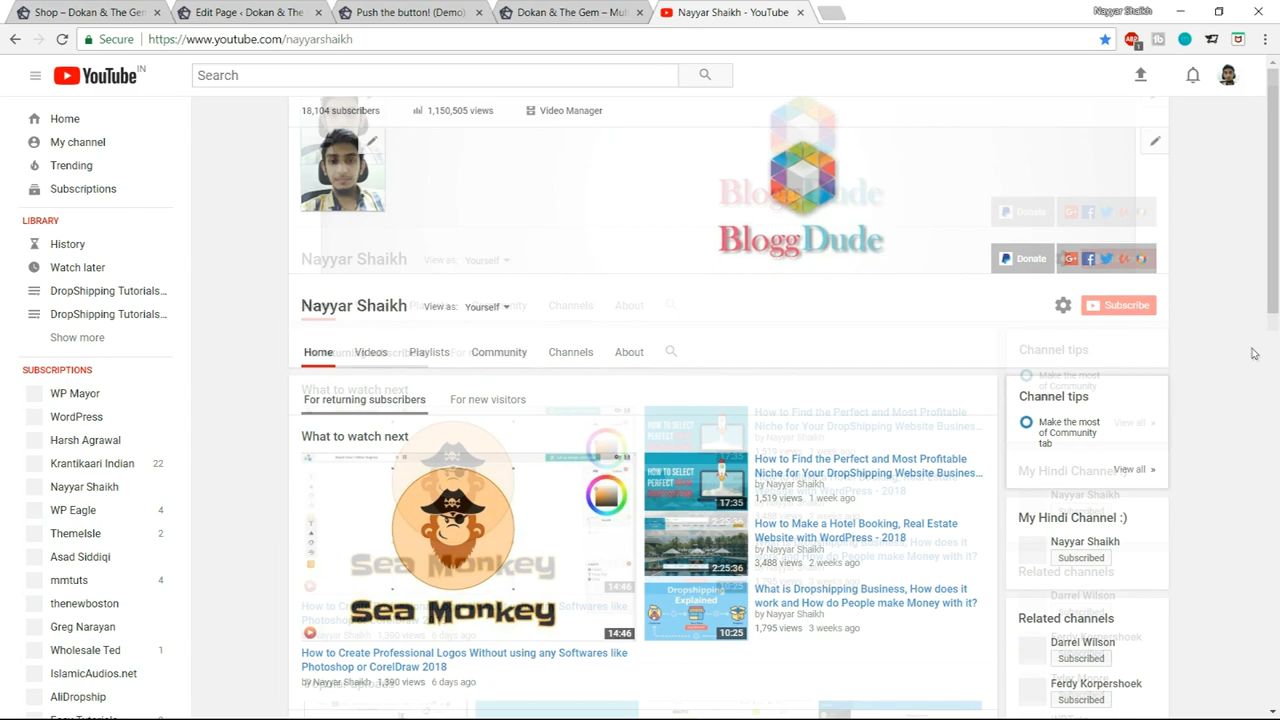 Shop – Dokan & The Ger
Edit Page ‹ Dokan & The
Push the button! (Demo)
Dokan & The Gem – Mul
Nayyar Shaikh - YouTube
Nayyar Shaikh
Secure
https://www.youtube.com/nayyarshaikh
YouTube IN
Search
Home
My channel
Trending
Subscriptions
LIBRARY
History
Watch later
DropShipping Tutorials...
DropShipping Tutorials...
Show more
SUBSCRIPTIONS
WP Mayor
WordPress
Harsh Agrawal
Krantikaari Indian 22
Nayyar Shaikh
WP Eagle 4
ThemeIsle 4
Asad Siddiqi
mmtuts 4
thenewboston
Greg Narayan
Wholesale Ted 1
IslamicAudios.net
AliDropship
18,104 subscribers
1,150,505 views
Video Manager
BloggDude
Donate
Nayyar Shaikh View as: Yourself
Subscribe
Home Videos Playlists Community Channels About
For returning subscribers For new visitors
What to watch next
Sea Monkey
14:46
How to Create Professional Logos Without using any Softwares like
Photoshop or CorelDraw 2018
by Nayyar Shaikh 1,390 views 6 days ago
HOW TO SELECT
PERFECT
17:35
How to Find the Perfect and Most Profitable
Niche for Your DropShipping Website Busines...
by Nayyar Shaikh
1,519 views 1 week ago
2:25:36
How to Make a Hotel Booking, Real Estate
Website with WordPress - 2018
3,488 views 2 weeks ago
Dropshipping
Explained
10:25
What is Dropshipping Business, How does it
work and How do People make Money with it?
by Nayyar Shaikh
1,795 views 3 weeks ago
Channel tips
Make the most
of Community
tab
View all »
My Hindi Channel :)
Nayyar Shaikh
Subscribed
Related channels
Darrel Wilson
Subscribed
Ferdy Korpershoek
Subscribed